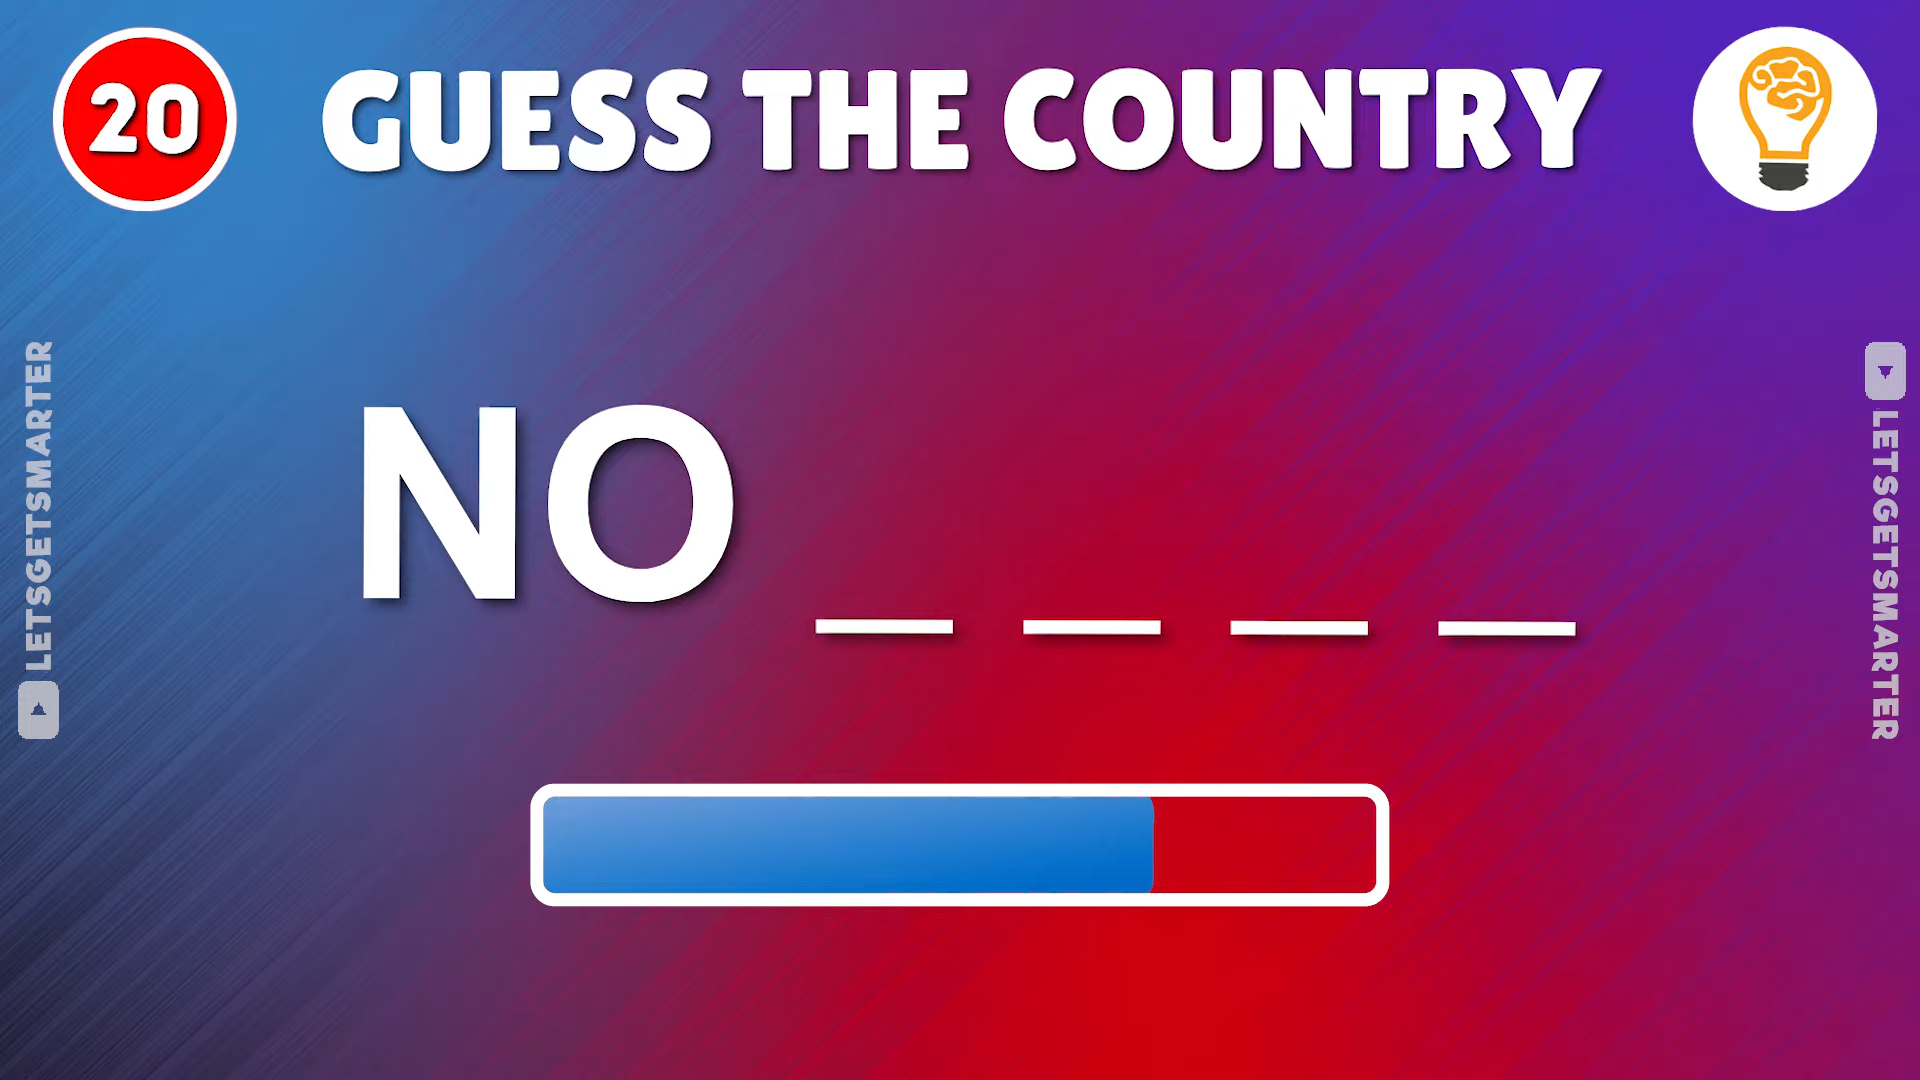 20
GUESS THE COUNTRY
NO _ _ _ _
LETSGETSMARTER
LETSGETSMARTER